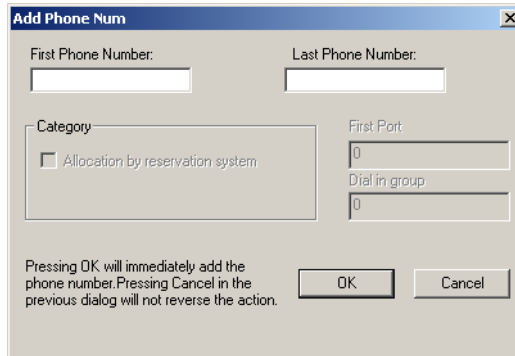 Add Phone Num
First Phone Number:
Last Phone Number:
Category
Allocation by reservation system
First Port
0
Dial in group
0
Pressing OK will immediately add the
phone number.Pressing Cancel in the
previous dialog will not reverse the action.
OK
Cancel